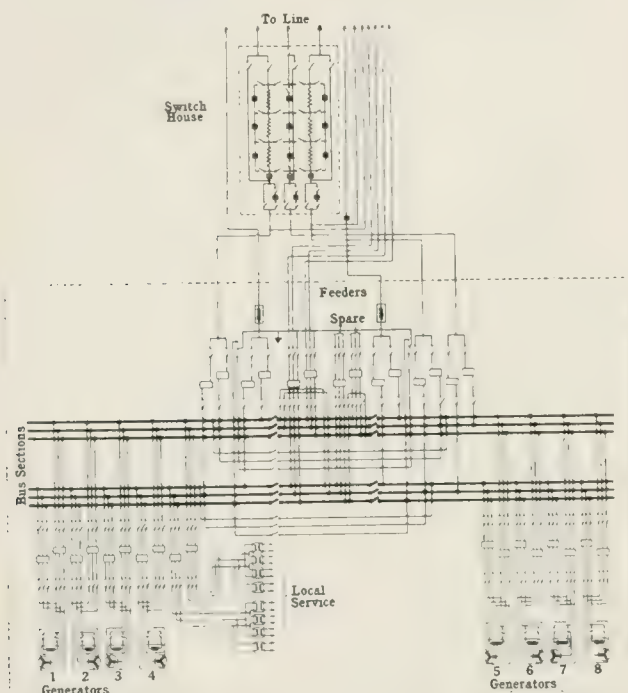 To Line
Switch
House
Feeders
Spare
Bus Sections
Local
Service
1 2 3 4
Generators
5 6 7 8
Generators